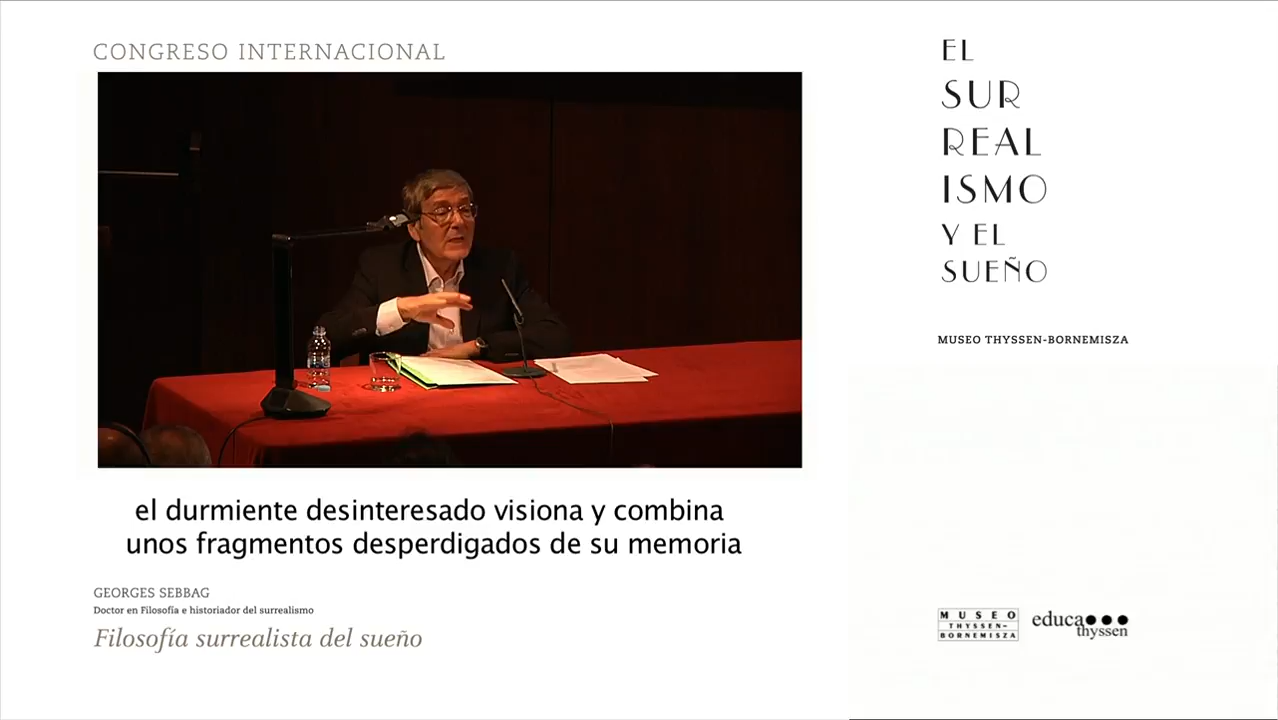 CONGRESO INTERNACIONAL
EL
SUR
REAL
ISMO
Y EL
SUEÑO
MUSEO THYSSEN-BORNEMISZA
el durmiente desinteresado visiona y combina
unos fragmentos desperdigados de su memoria
GEORGES SEBBAG
Doctor en Filosofía e historiador del surrealismo
Filosofía surrealista del sueño
MUSEO
THYSSEN-
BORNEMISZA
educa
thyssen